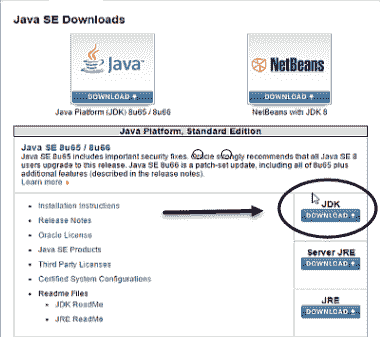 Java SE Downloads
Java™
NetBeans
DOWNLOAD
DOWNLOAD
Java Platform (JDK) 8u65 / 8u66
NetBeans with JDK 8
Java Platform, Standard Edition
Java SE 8u65 / 8u66
Java SE 8u65 includes important security fixes. Oracle strongly recommends that all Java SE 8
users upgrade to this release. Java SE 8u66 is a patch-set update, including all of 8u65 plus
additional features (described in the release notes).
Learn more
Installation Instructions
Release Notes
Oracle License
Java SE Products
Third Party Licenses
Certified System Configurations
Readme Files
JDK ReadMe
JRE ReadMe
JDK
DOWNLOAD
Server JRE
DOWNLOAD
JRE
DOWNLOAD